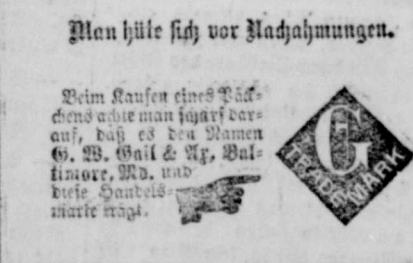 Man hüte sich vor Nachahmungen.
Beim Kaufen eines Päck-
chens achte man scharf dar-
auf, daß es den Namen
G. W. Gail & Ax, Bal-
timore, Md. und
diese Handels-
marke trägt.
G
TRADE MARK